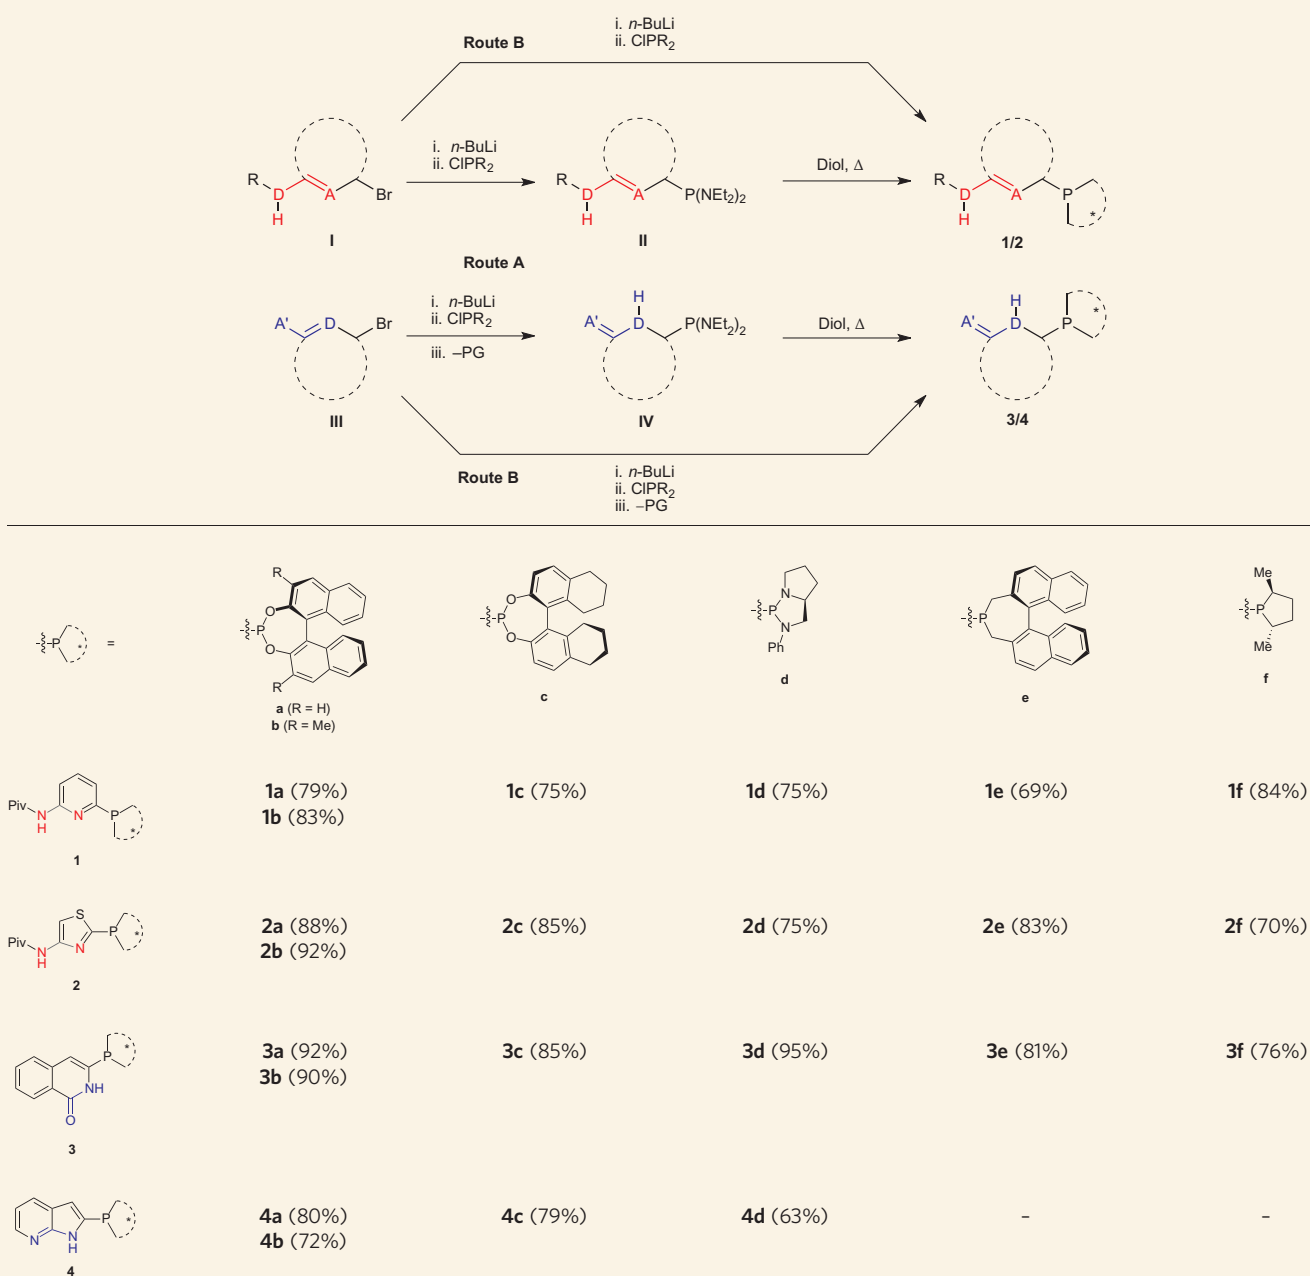 Route B
i. n-BuLi
ii. ClPR2
R
D
H
A
Br
I
i. n-BuLi
ii. ClPR2
R
D
H
A
P(NEt2)2
II
Diol, Δ
R
D
H
A
P
*
1/2
Route A
A'
D
Br
III
i. n-BuLi
ii. ClPR2
iii. –PG
A'
H
D
P(NEt2)2
IV
Diol, Δ
A'
H
D
P
*
3/4
Route B
i. n-BuLi
ii. ClPR2
iii. –PG
P
*
=
R
O
P
O
R
a (R = H)
b (R = Me)
O
P
O
c
N
P
N
Ph
d
P
e
Me
P
Me
f
Piv
N
H
N
P
*
1
1a (79%)
1b (83%)
1c (75%)
1d (75%)
1e (69%)
1f (84%)
Piv
N
H
S
N
P
*
2
2a (88%)
2b (92%)
2c (85%)
2d (75%)
2e (83%)
2f (70%)
P
*
NH
O
3
3a (92%)
3b (90%)
3c (85%)
3d (95%)
3e (81%)
3f (76%)
N
N
H
P
*
4
4a (80%)
4b (72%)
4c (79%)
4d (63%)
–
–